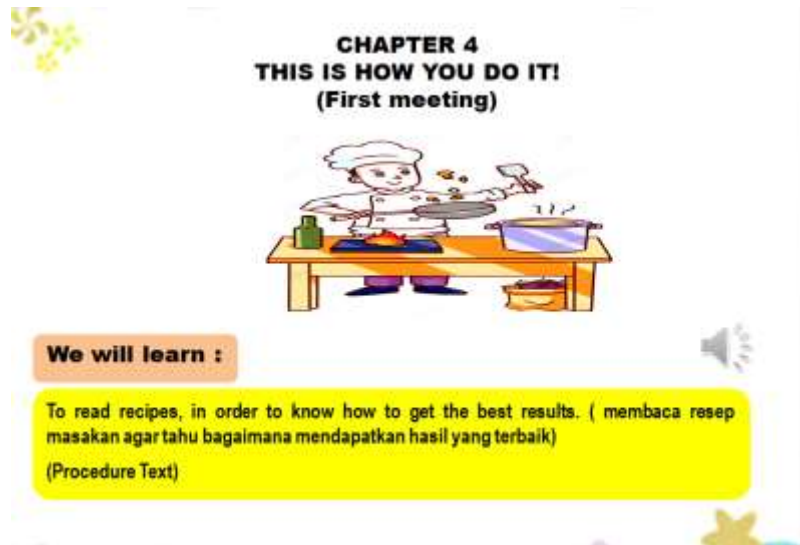 CHAPTER 4
THIS IS HOW YOU DO IT!
(First meeting)
We will learn :
To read recipes, in order to know how to get the best results. ( membaca resep
masakan agar tahu bagaimana mendapatkan hasil yang terbaik)
(Procedure Text)